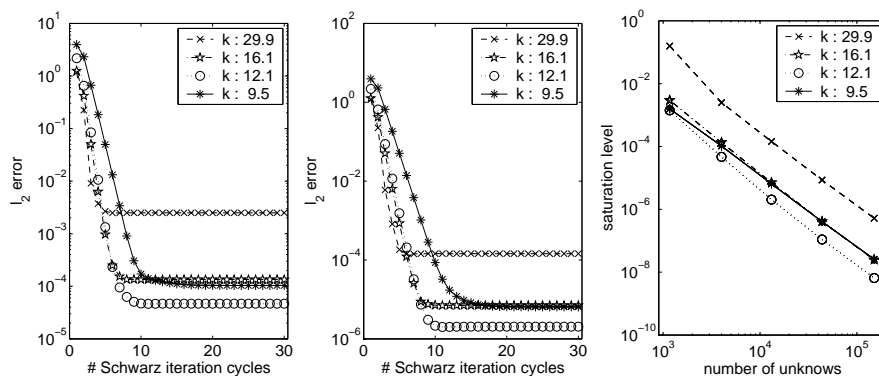 10^1
10^0
10^-1
10^-2
10^-3
10^-4
10^-5
l_2 error
0
10
20
30
# Schwarz iteration cycles
k : 29.9
k : 16.1
k : 12.1
k : 9.5
10^2
10^0
10^-2
10^-4
10^-6
l_2 error
0
10
20
30
# Schwarz iteration cycles
k : 29.9
k : 16.1
k : 12.1
k : 9.5
10^0
10^-2
10^-4
10^-6
10^-8
10^-10
saturation level
10^3
10^4
10^5
number of unknows
k : 29.9
k : 16.1
k : 12.1
k : 9.5